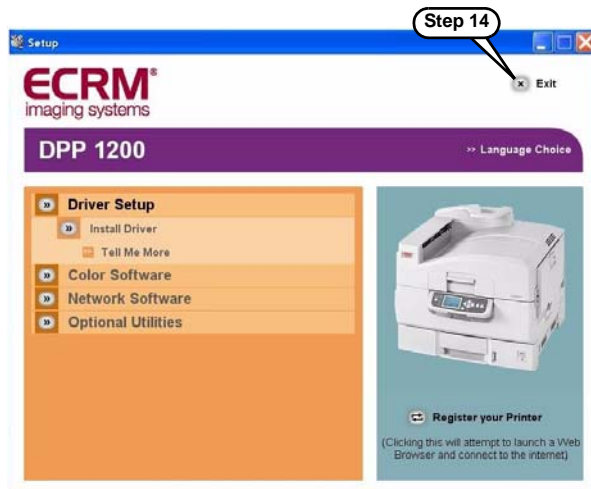 Step 14
Setup
ECRM®
imaging systems
Exit
DPP 1200
Language Choice
Driver Setup
Install Driver
Tell Me More
Color Software
Network Software
Optional Utilities
Register your Printer
(Clicking this will attempt to launch a Web
Browser and connect to the internet)